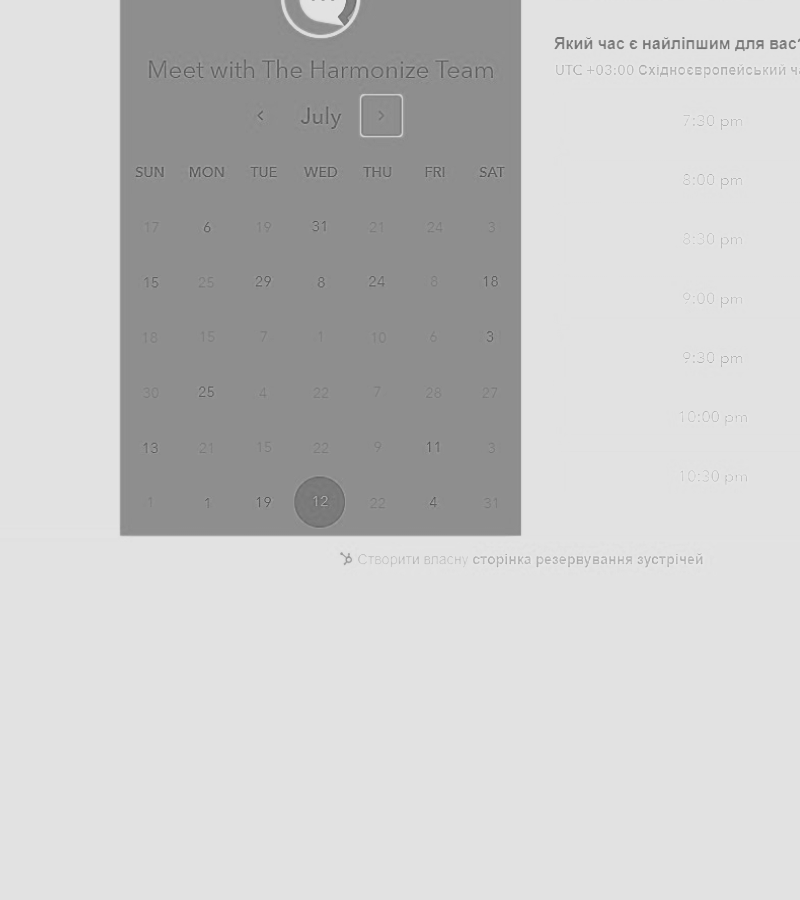 Meet with The Harmonize Team
July
SUN MON TUE WED THU FRI SAT
17 6 19 31 21 24 3
15 25 29 8 24 8 18
18 15 7 1 10 6 3
30 25 4 22 7 28 27
13 21 15 22 9 11 3
1 1 19 12 22 4 31
Який час є найліпшим для вас?
UTC +03:00 Східноєвропейський
7:30 pm
8:00 pm
8:30 pm
9:00 pm
9:30 pm
10:00 pm
10:30 pm
Створити власну сторінка резервування зустрічей